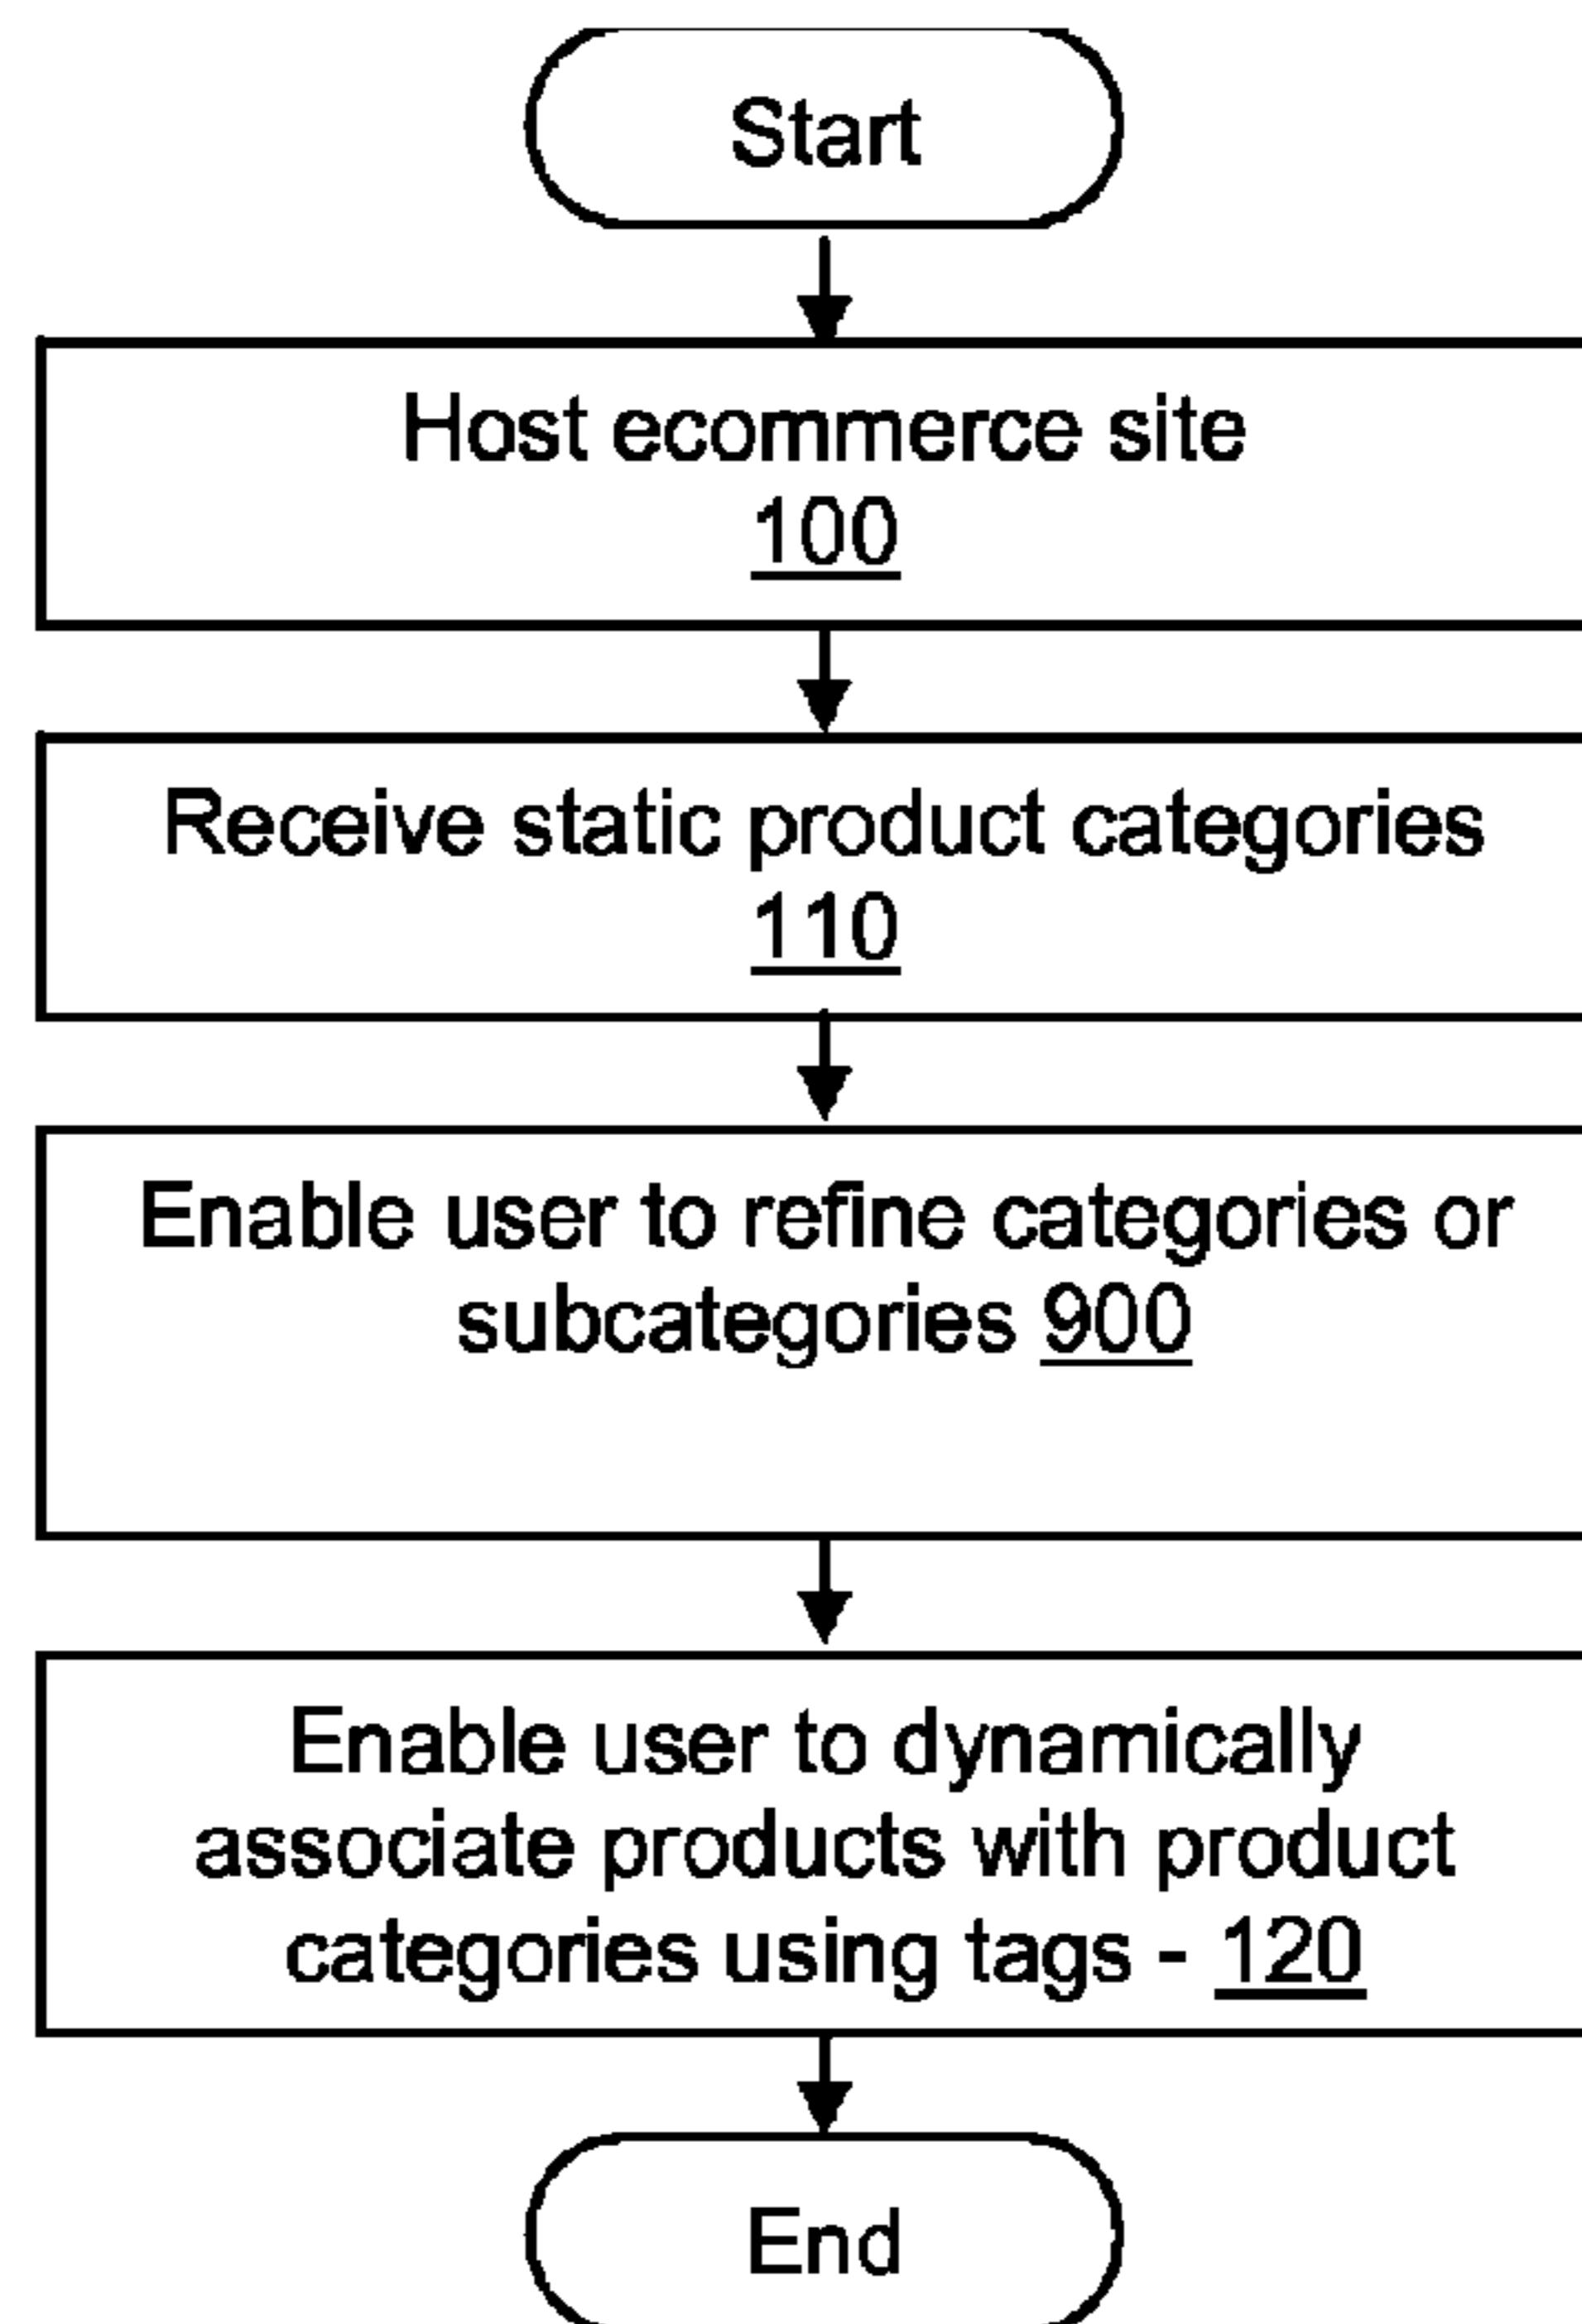 Start
Host ecommerce site
100
Receive static product categories
110
Enable user to refine categories or
subcategories 900
Enable user to dynamically
associate products with product
categories using tags - 120
End